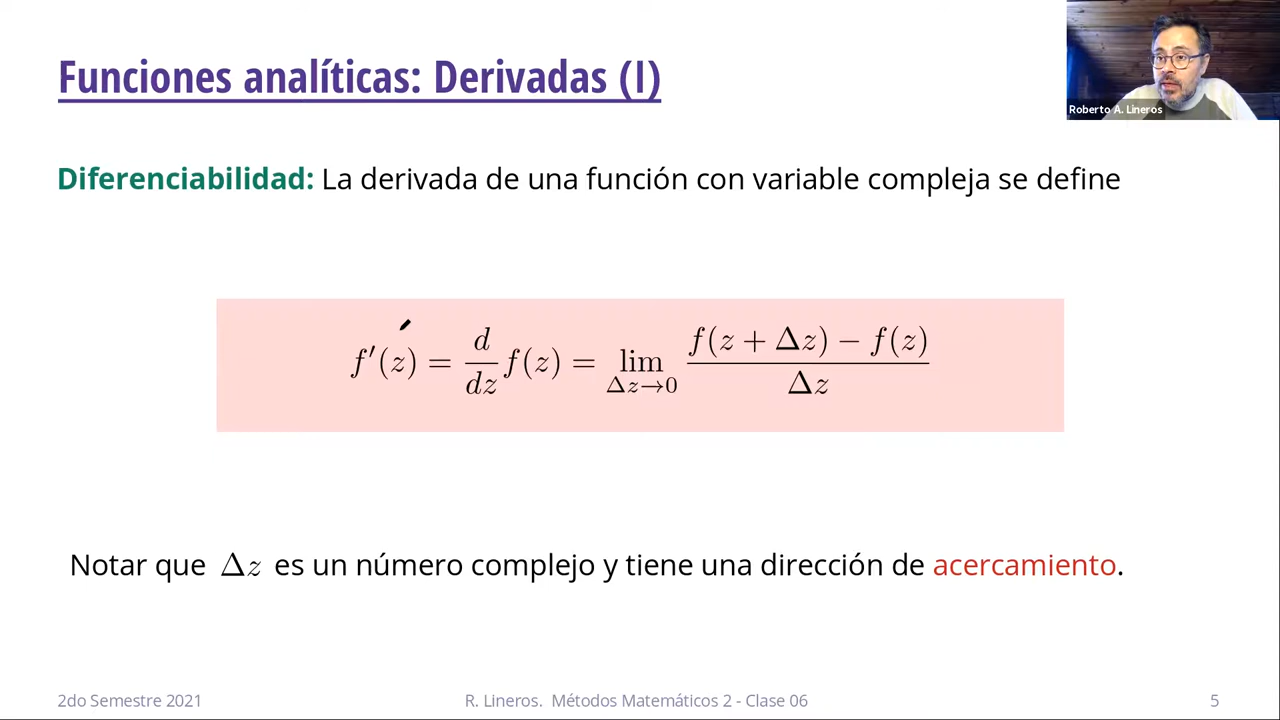 Funciones analíticas: Derivadas (I)
Roberto A. Lineros
Diferenciabilidad: La derivada de una función con variable compleja se define
f′(z) = d/dz f(z) = lim Δz→0 f(z + Δz) − f(z) / Δz
Notar que Δz es un número complejo y tiene una dirección de acercamiento.
2do Semestre 2021
R. Lineros. Métodos Matemáticos 2 - Clase 06
5